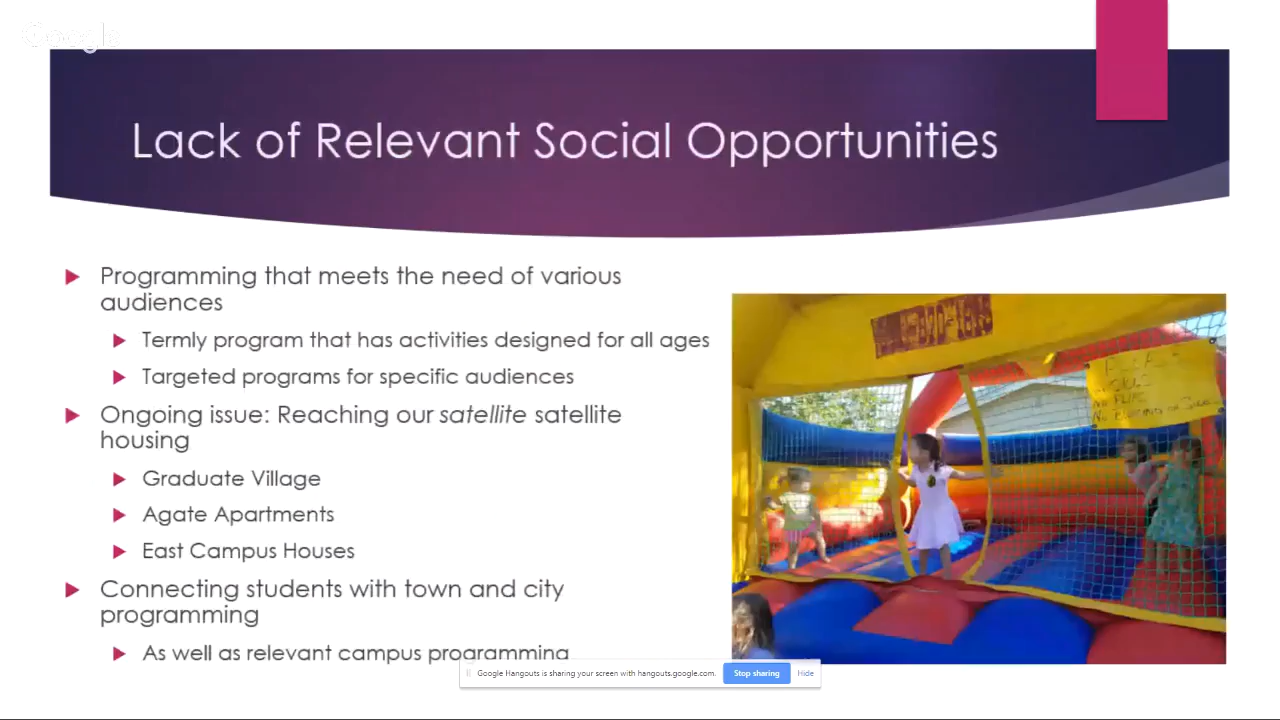 Google
Lack of Relevant Social Opportunities
Programming that meets the need of various
audiences
Termly program that has activities designed for all ages
Targeted programs for specific audiences
Ongoing issue: Reaching our satellite satellite
housing
Graduate Village
Agate Apartments
East Campus Houses
Connecting students with town and city
programming
As well as relevant campus programming
Google Hangouts is sharing your screen with hangouts.google.com.
Stop sharing
Hide